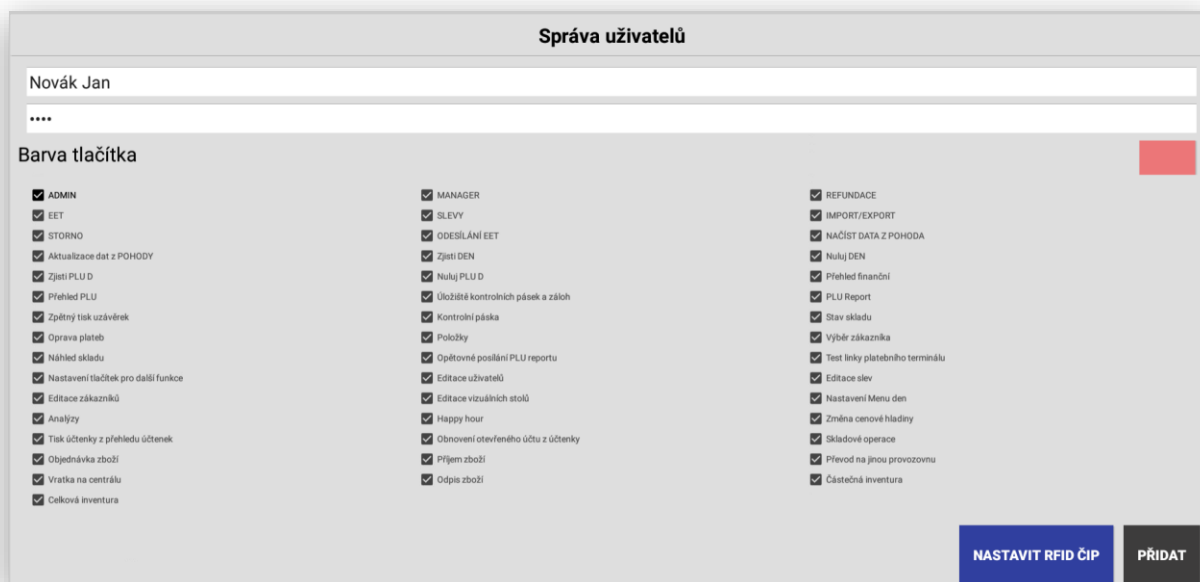 Správa uživatelů
Novák Jan
••••
Barva tlačítka
ADMIN MANAGER REFUNDACE
EET SLEVY IMPORT/EXPORT
STORNO ODESÍLÁNÍ EET NAČÍST DATA Z POHODA
Aktualizace dat z POHODY Zjisti DEN Nuluj DEN
Zjisti PLU D Nuluj PLU D Přehled finanční
Přehled PLU Úložiště kontrolních pásek a záloh PLU Report
Zpětný tisk uzávěrek Kontrolní páska Stav skladu
Oprava plateb Položky Výběr zákazníka
Náhled skladu Opětovné posílání PLU reportu Test linky platebního terminálu
Nastavení tlačítek pro další funkce Editace uživatelů Editace slev
Editace zákazníků Editace vizuálních stolů Nastavení Menu den
Analýzy Happy hour Změna cenové hladiny
Tisk účtenky z přehledu účtenek Obnovení otevřeného účtu z účtenky Skladové operace
Objednávka zboží Příjem zboží Převod na jinou provozovnu
Vratka na centrálu Odpis zboží Částečná inventura
Celková inventura
NASTAVIT RFID ČIP PŘIDAT